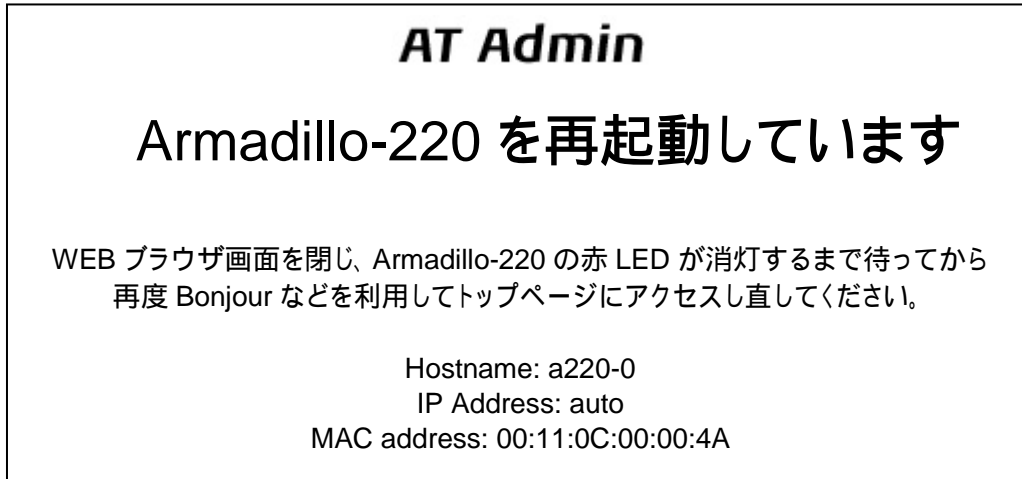 AT Admin
Armadillo-220 を再起動しています
WEB ブラウザ画面を閉じ、Armadillo-220 の赤 LED が消灯するまで待ってから
再度 Bonjour などを利用してトップページにアクセスし直してください。
Hostname: a220-0
IP Address: auto
MAC address: 00:11:0C:00:00:4A